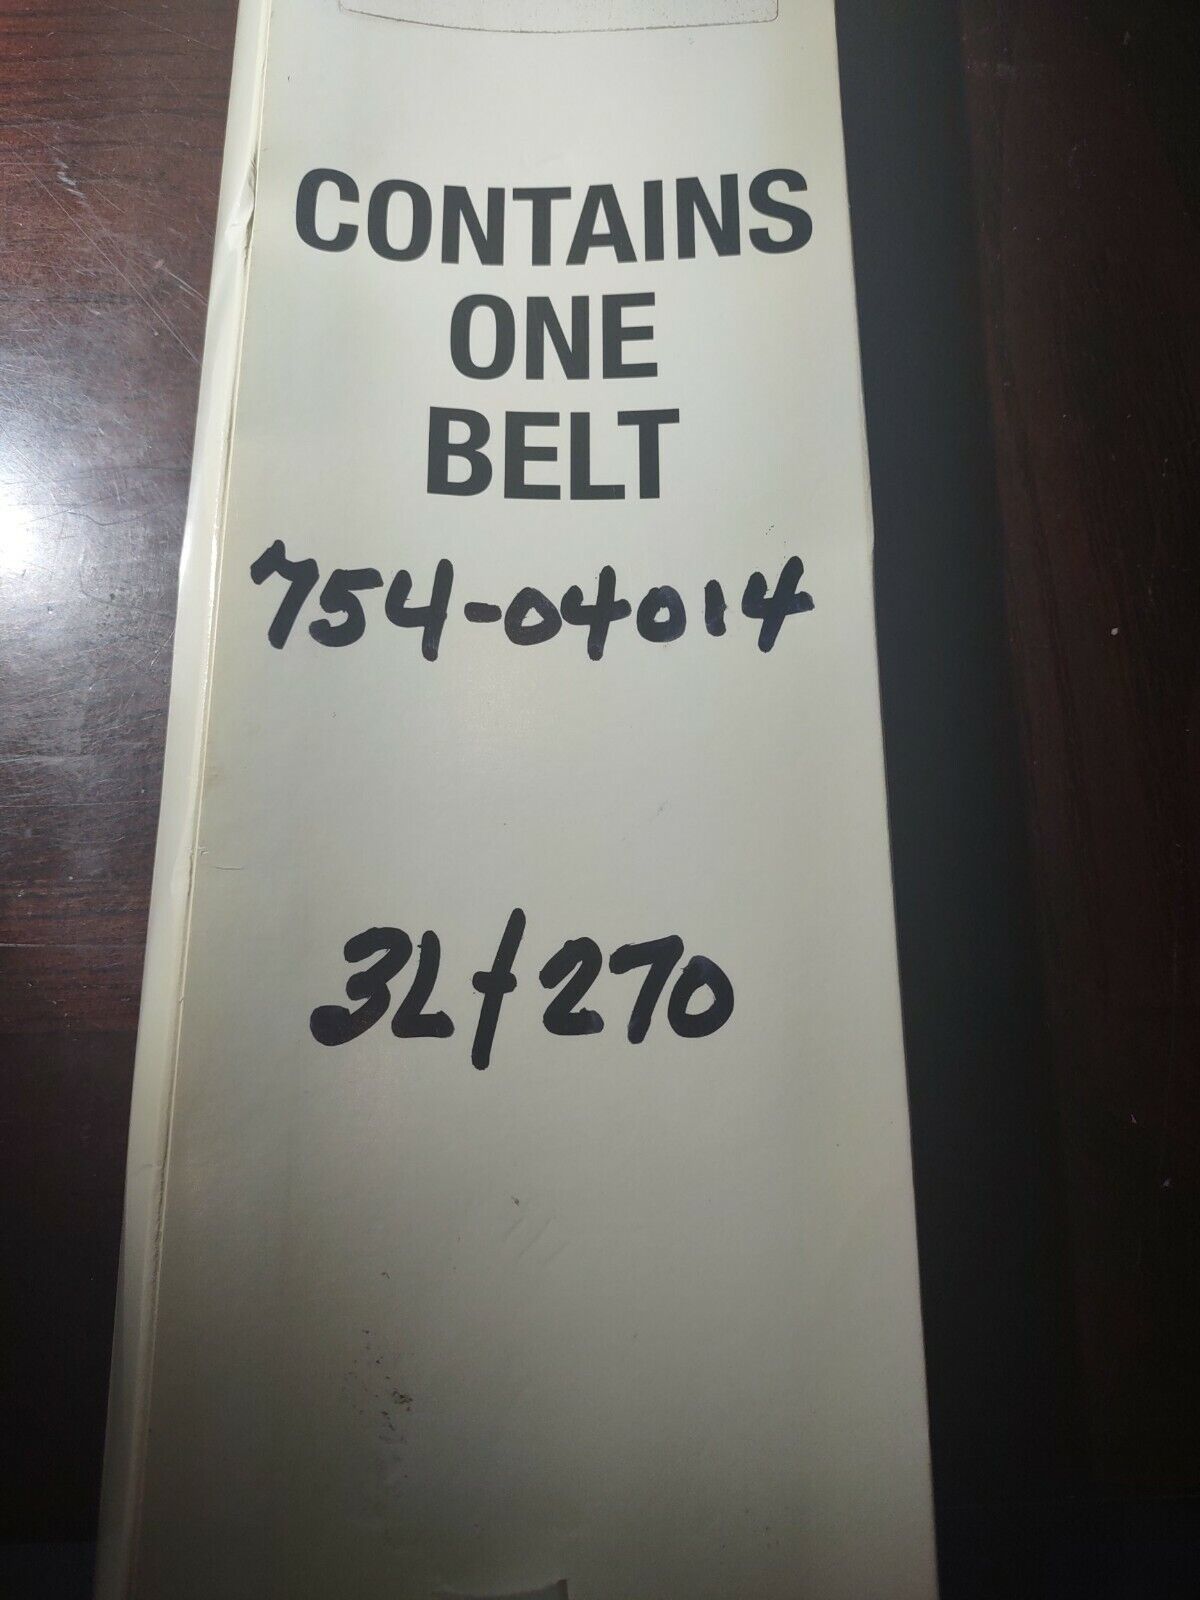 CONTAINS
ONE
BELT
754-04014
3L/270